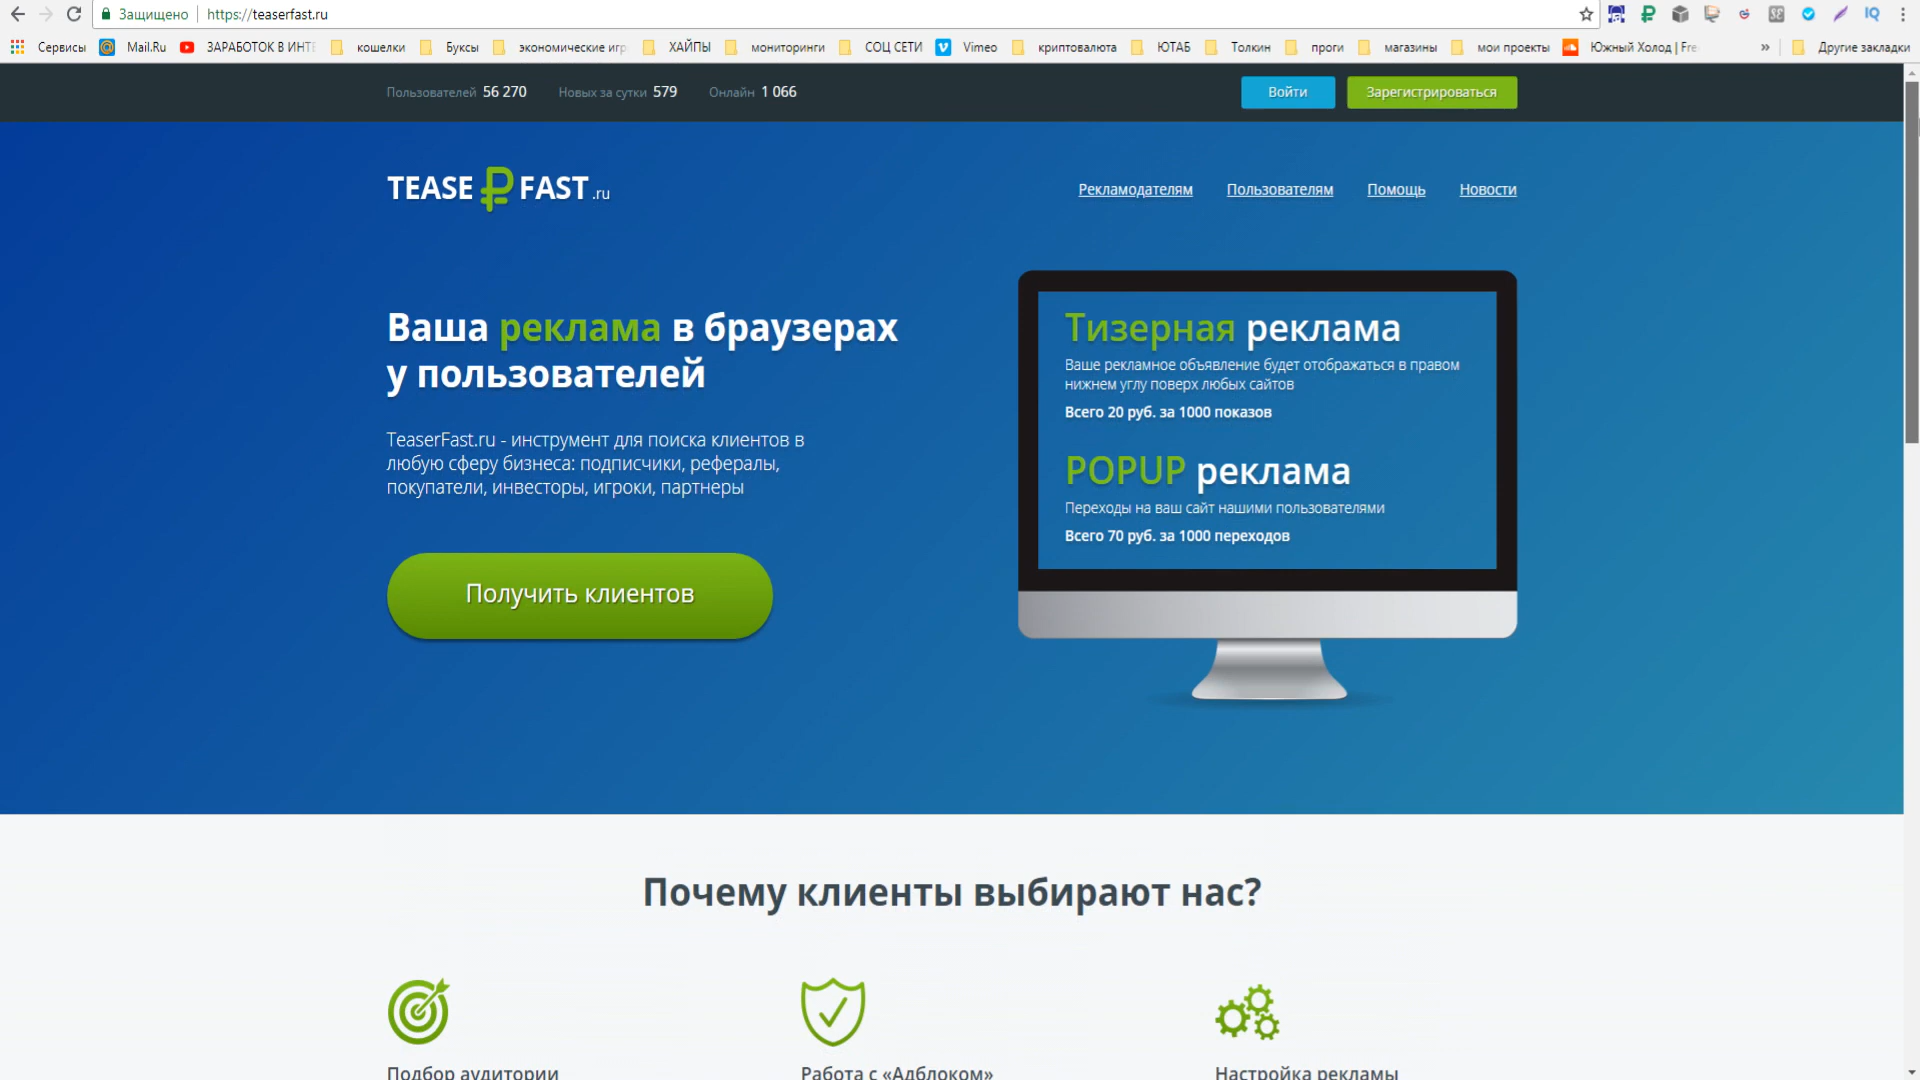 Защищено https://teaserfast.ru
Сервисы Mail.Ru ЗАРАБОТОК В ИНТЕ кошелки Буксы экономические игр ХАЙПЫ мониторинги СОЦ СЕТИ Vimeo криптовалюта ЮТАБ Толкин проги магазины мои проекты Южный Холод | Fre » Другие закладки
Пользователей 56 270 Новых за сутки 579 Онлайн 1 066 Войти Зарегистрироваться
TEASE₽FAST.ru
Рекламодателям Пользователям Помощь Новости
Ваша реклама в браузерах
у пользователей
TeaserFast.ru - инструмент для поиска клиентов в
любую сферу бизнеса: подписчики, рефералы,
покупатели, инвесторы, игроки, партнеры
Получить клиентов
Тизерная реклама
Ваше рекламное объявление будет отображаться в правом
нижнем углу поверх любых сайтов
Всего 20 руб. за 1000 показов
POPUP реклама
Переходы на ваш сайт нашими пользователями
Всего 70 руб. за 1000 переходов
Почему клиенты выбирают нас?
Подбор аудитории Работа с «Адблоком» Настройка рекламы